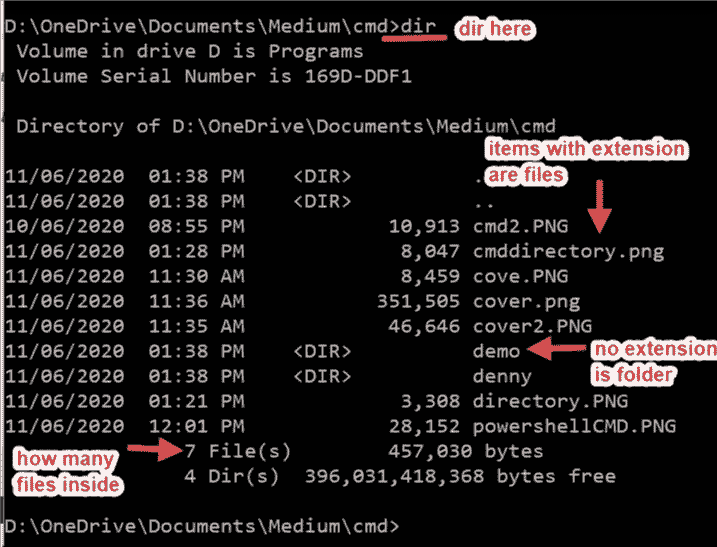 D:\OneDrive\Documents\Medium\cmd>dir dir here
Volume in drive D is Programs
Volume Serial Number is 169D-DDF1
Directory of D:\OneDrive\Documents\Medium\cmd
items with extension
are files
11/06/2020 01:38 PM <DIR> .
11/06/2020 01:38 PM <DIR> ..
10/06/2020 08:55 PM 10,913 cmd2.PNG
11/06/2020 01:28 PM 8,047 cmddirectory.png
11/06/2020 11:30 AM 8,459 cove.PNG
11/06/2020 11:36 AM 351,505 cover.png
11/06/2020 11:35 AM 46,646 cover2.PNG
11/06/2020 01:38 PM <DIR> demo
no extension
is folder
11/06/2020 01:38 PM <DIR> denny
11/06/2020 01:21 PM 3,308 directory.PNG
11/06/2020 12:01 PM 28,152 powershellCMD.PNG
how many
files inside
7 File(s) 457,030 bytes
4 Dir(s) 396,031,418,368 bytes free
D:\OneDrive\Documents\Medium\cmd>